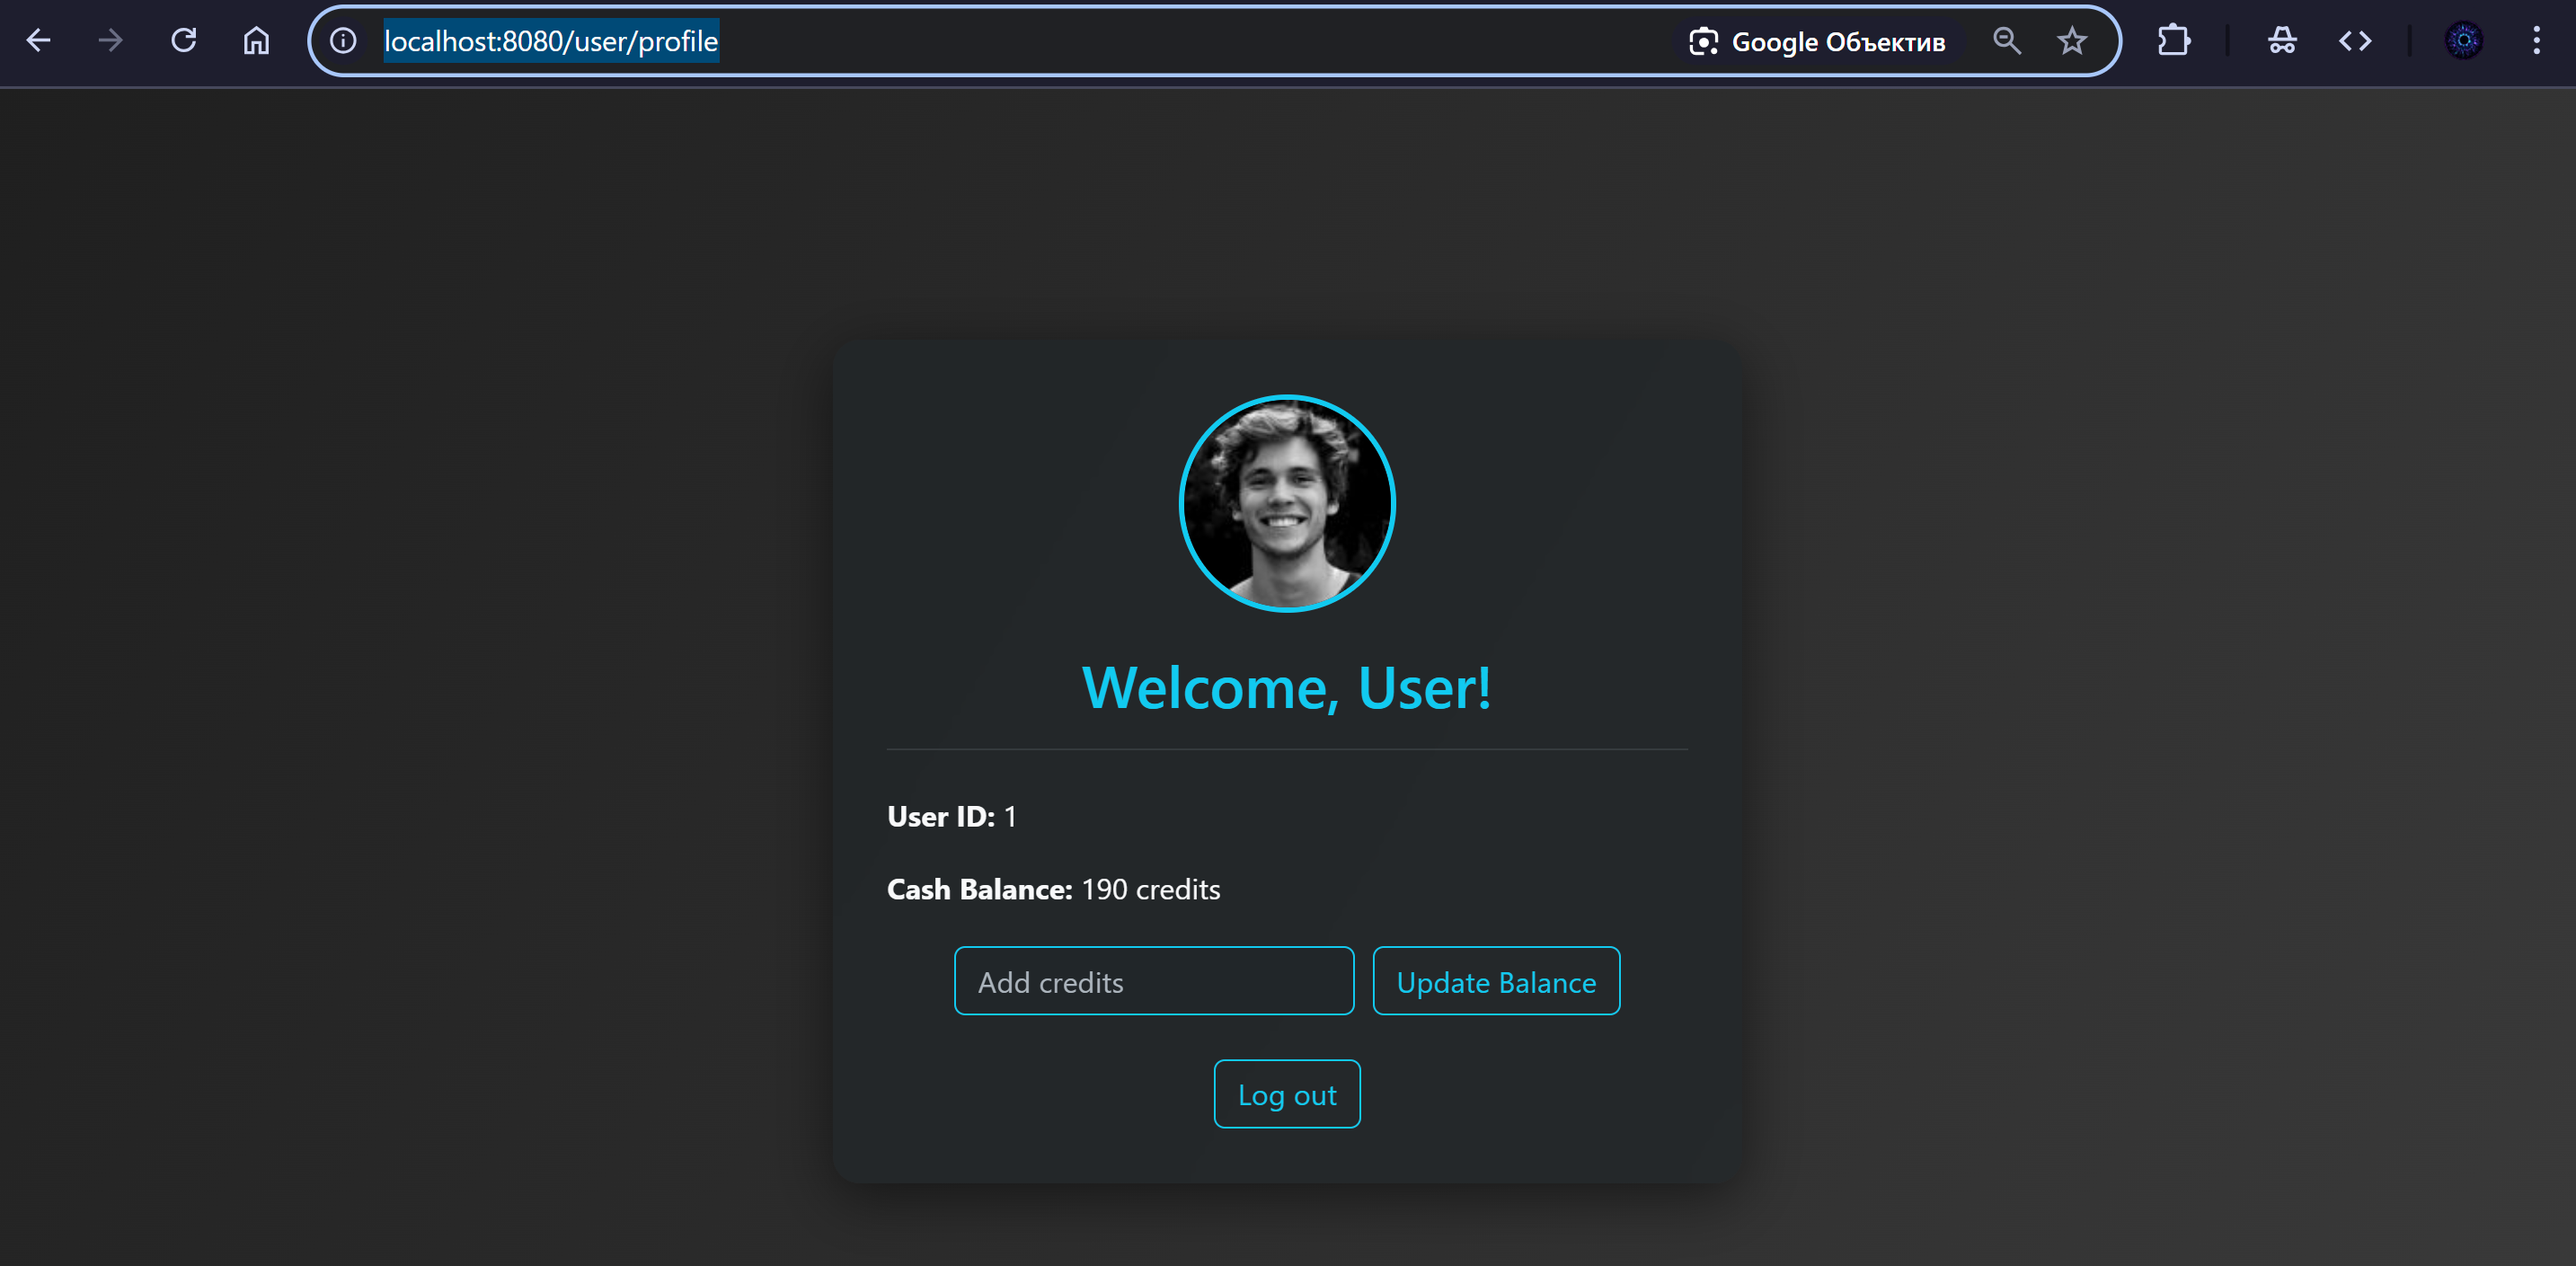 localhost:8080/user/profile
Google Объектив
Welcome, User!
User ID: 1
Cash Balance: 190 credits
Add credits
Update Balance
Log out